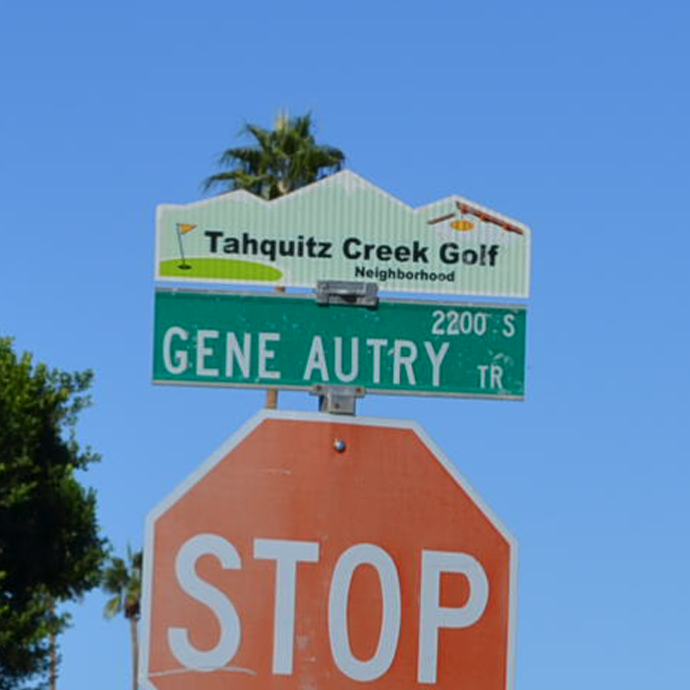 Tahquitz Creek Golf
Neighborhood
2200 S
GENE AUTRY TR
STOP